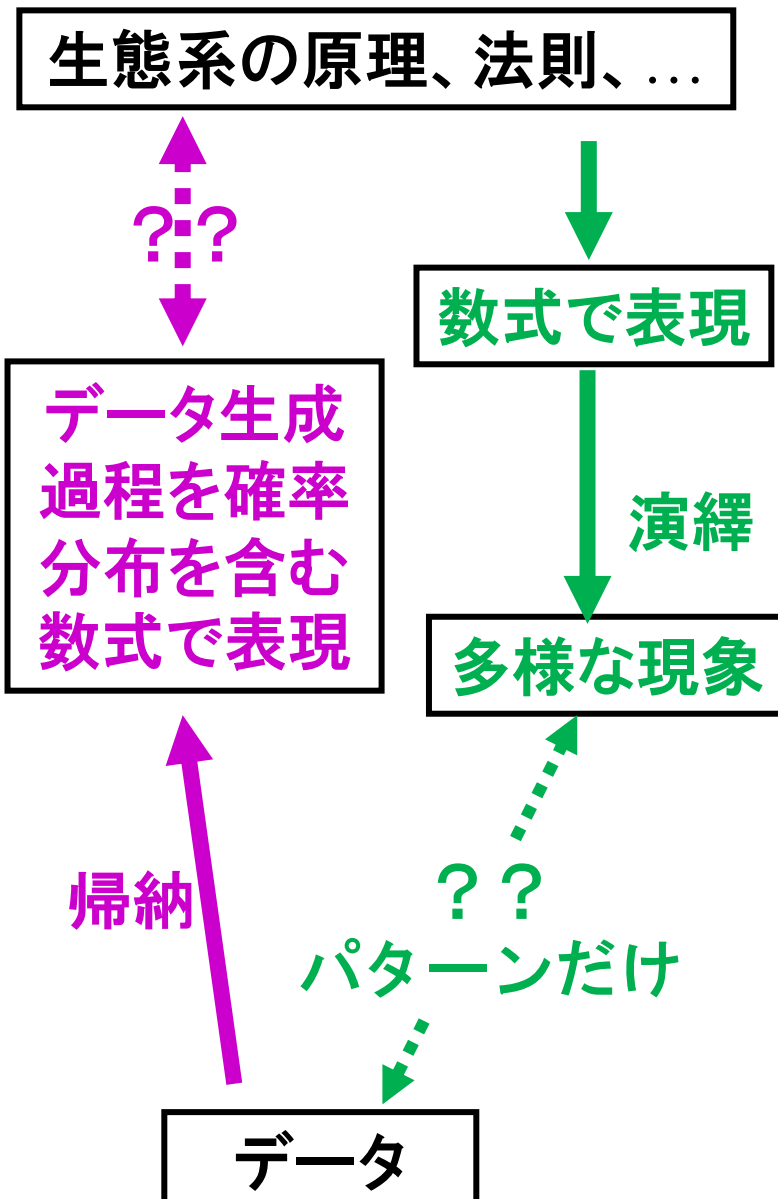 生態系の原理、法則、…
??
数式で表現
データ生成
過程を確率
分布を含む
数式で表現
演繹
多様な現象
帰納
??
パターンだけ
データ